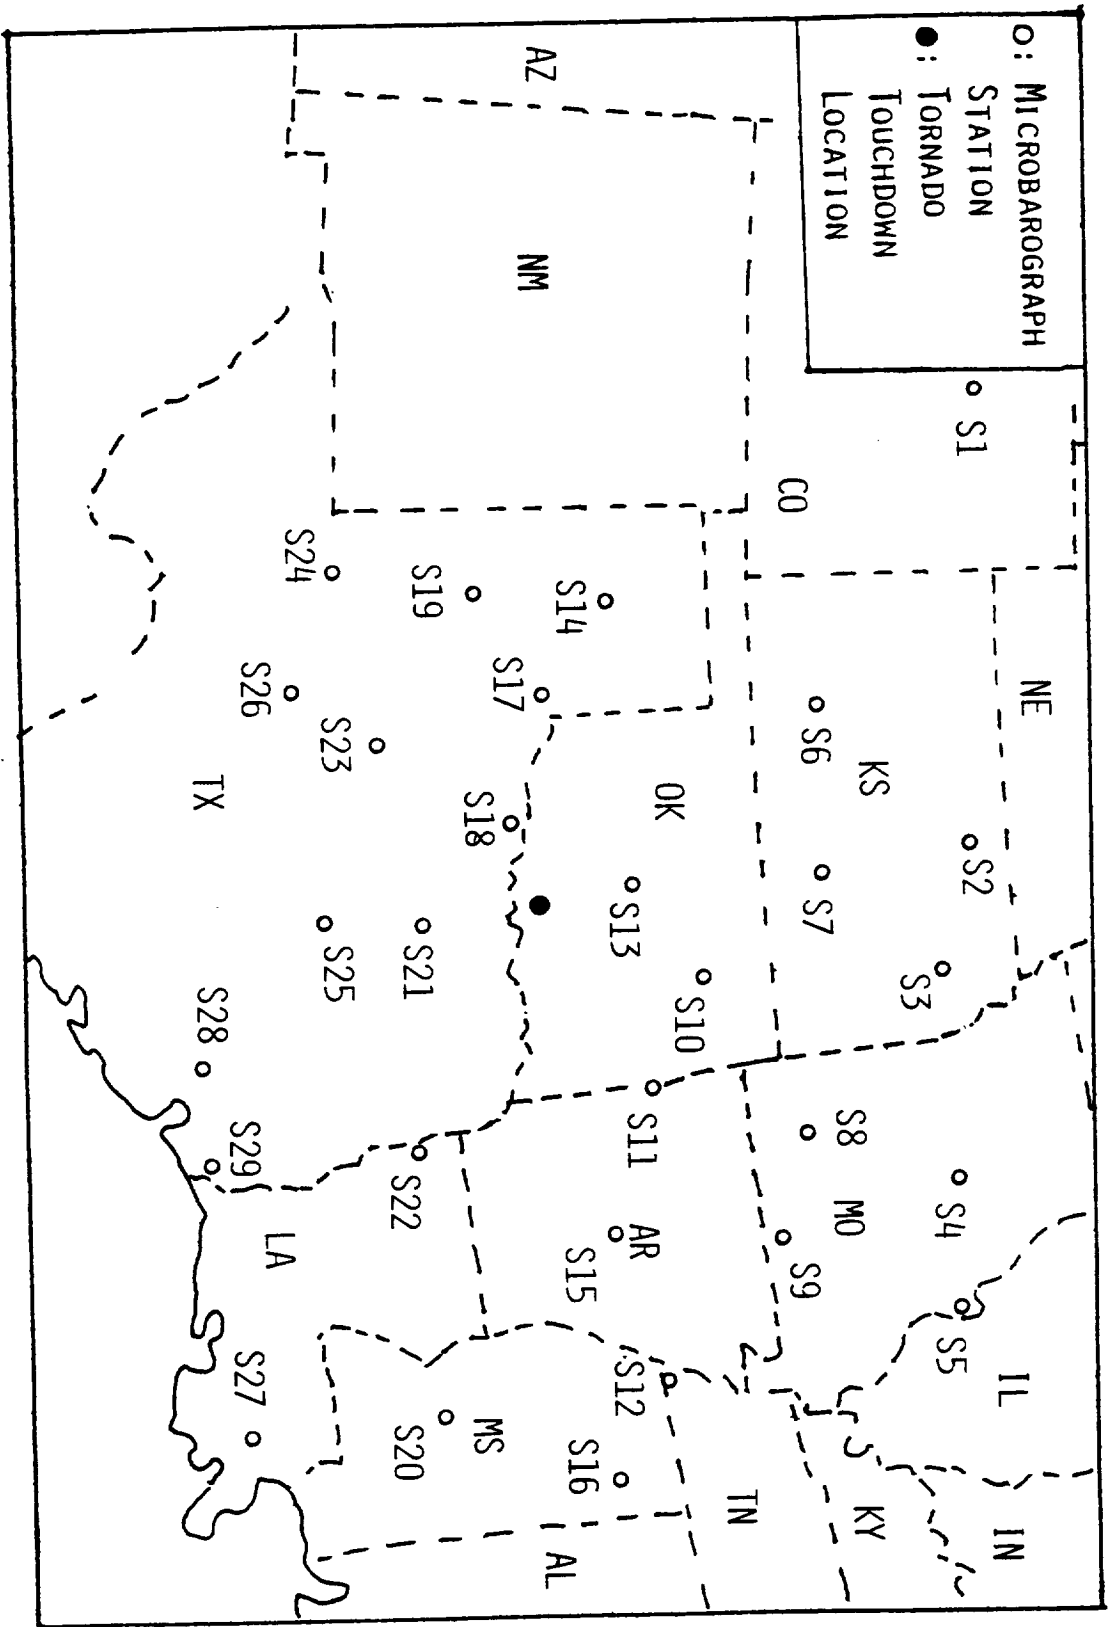 O: MICROBAROGRAPH
STATION
●: TORNADO
TOUCHDOWN
LOCATION
S1
NE
S2
S3
S4
S5
IL
IN
CO
KS
S6
S7
S8
MO
S9
KY
AZ
NM
OK
S10
S11
S12
TN
S13
S14
AR
S15
S16
S17
S18
S19
MS
S20
AL
S21
S22
S23
S24
S25
S26
TX
LA
S27
S28
S29